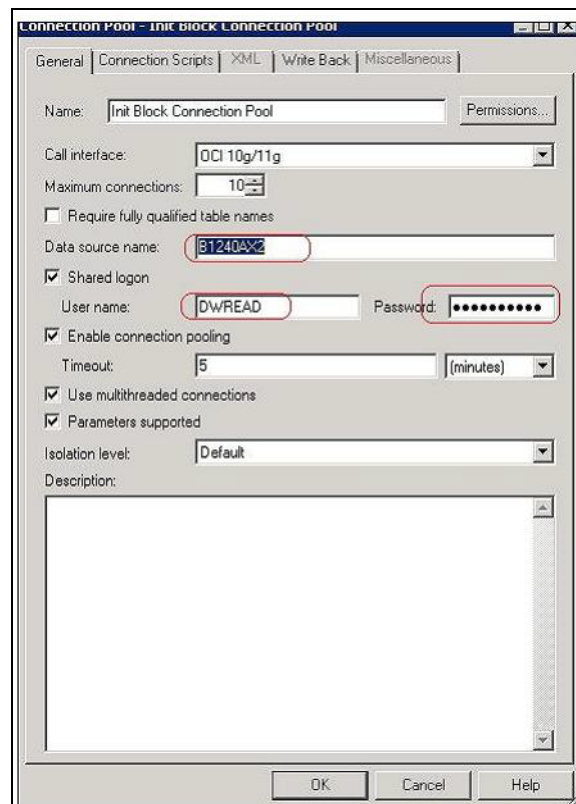 Connection Pool - Init Block Connection Pool
General Connection Scripts XML Write Back Miscellaneous
Name: Init Block Connection Pool Permissions...
Call interface: OCI 10g/11g
Maximum connections: 10
Require fully qualified table names
Data source name: B1240AX2
Shared logon
User name: DWREAD Password: ●●●●●●●●●●
Enable connection pooling
Timeout: 5 (minutes)
Use multithreaded connections
Parameters supported
Isolation level: Default
Description:
OK Cancel Help